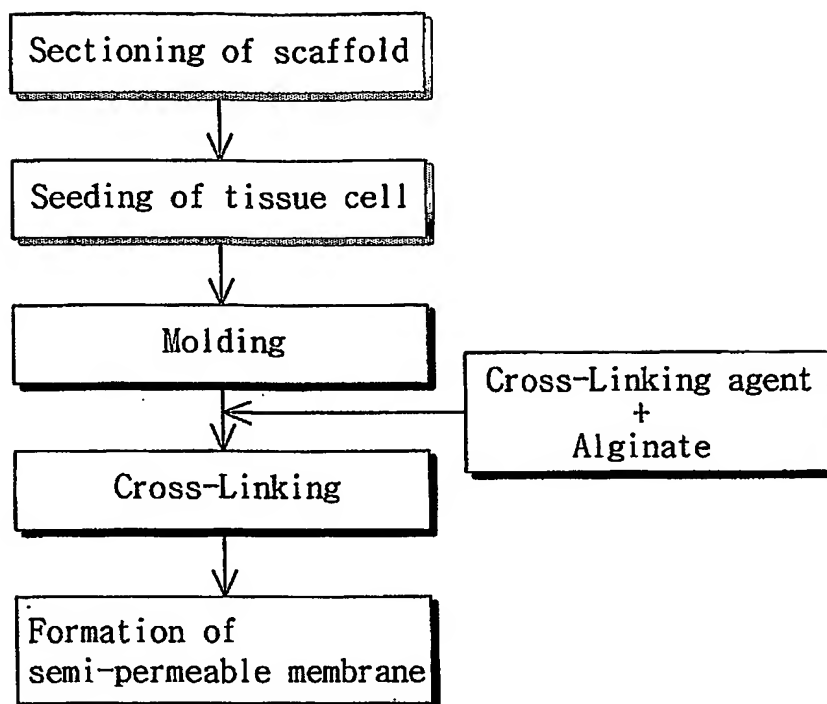 Sectioning of scaffold
Seeding of tissue cell
Molding
Cross-Linking agent
+
Alginate
Cross-Linking
Formation of
semi-permeable membrane